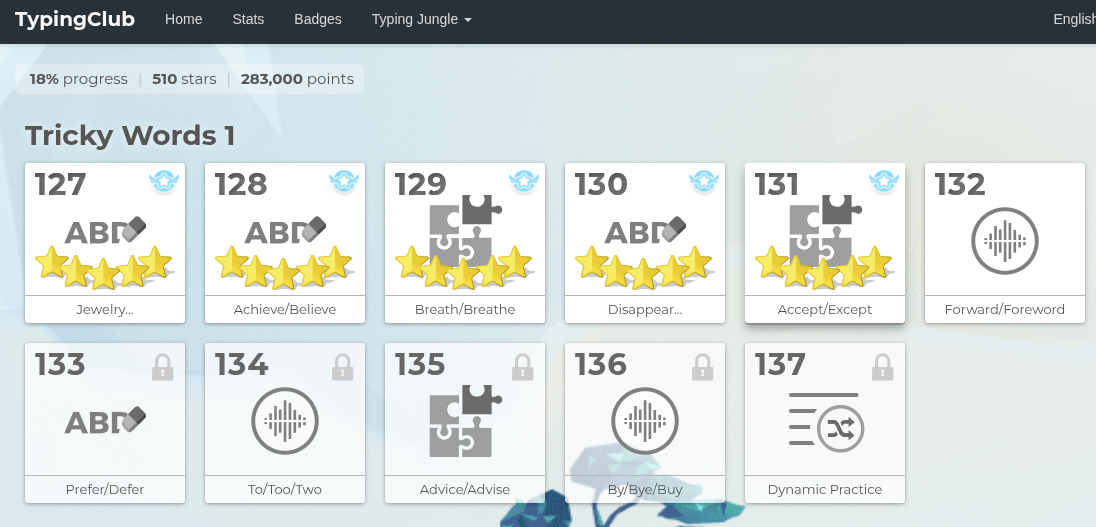 TypingClub Home Stats Badges Typing Jungle English
18% progress | 510 stars | 283,000 points
Tricky Words 1
127 128 129 130 131 132
ABD ABD ABD
Jewelry... Achieve/Believe Breath/Breathe Disappear... Accept/Except Forward/Foreword
133 134 135 136 137
ABD
Prefer/Defer To/Too/Two Advice/Advise By/Bye/Buy Dynamic Practice